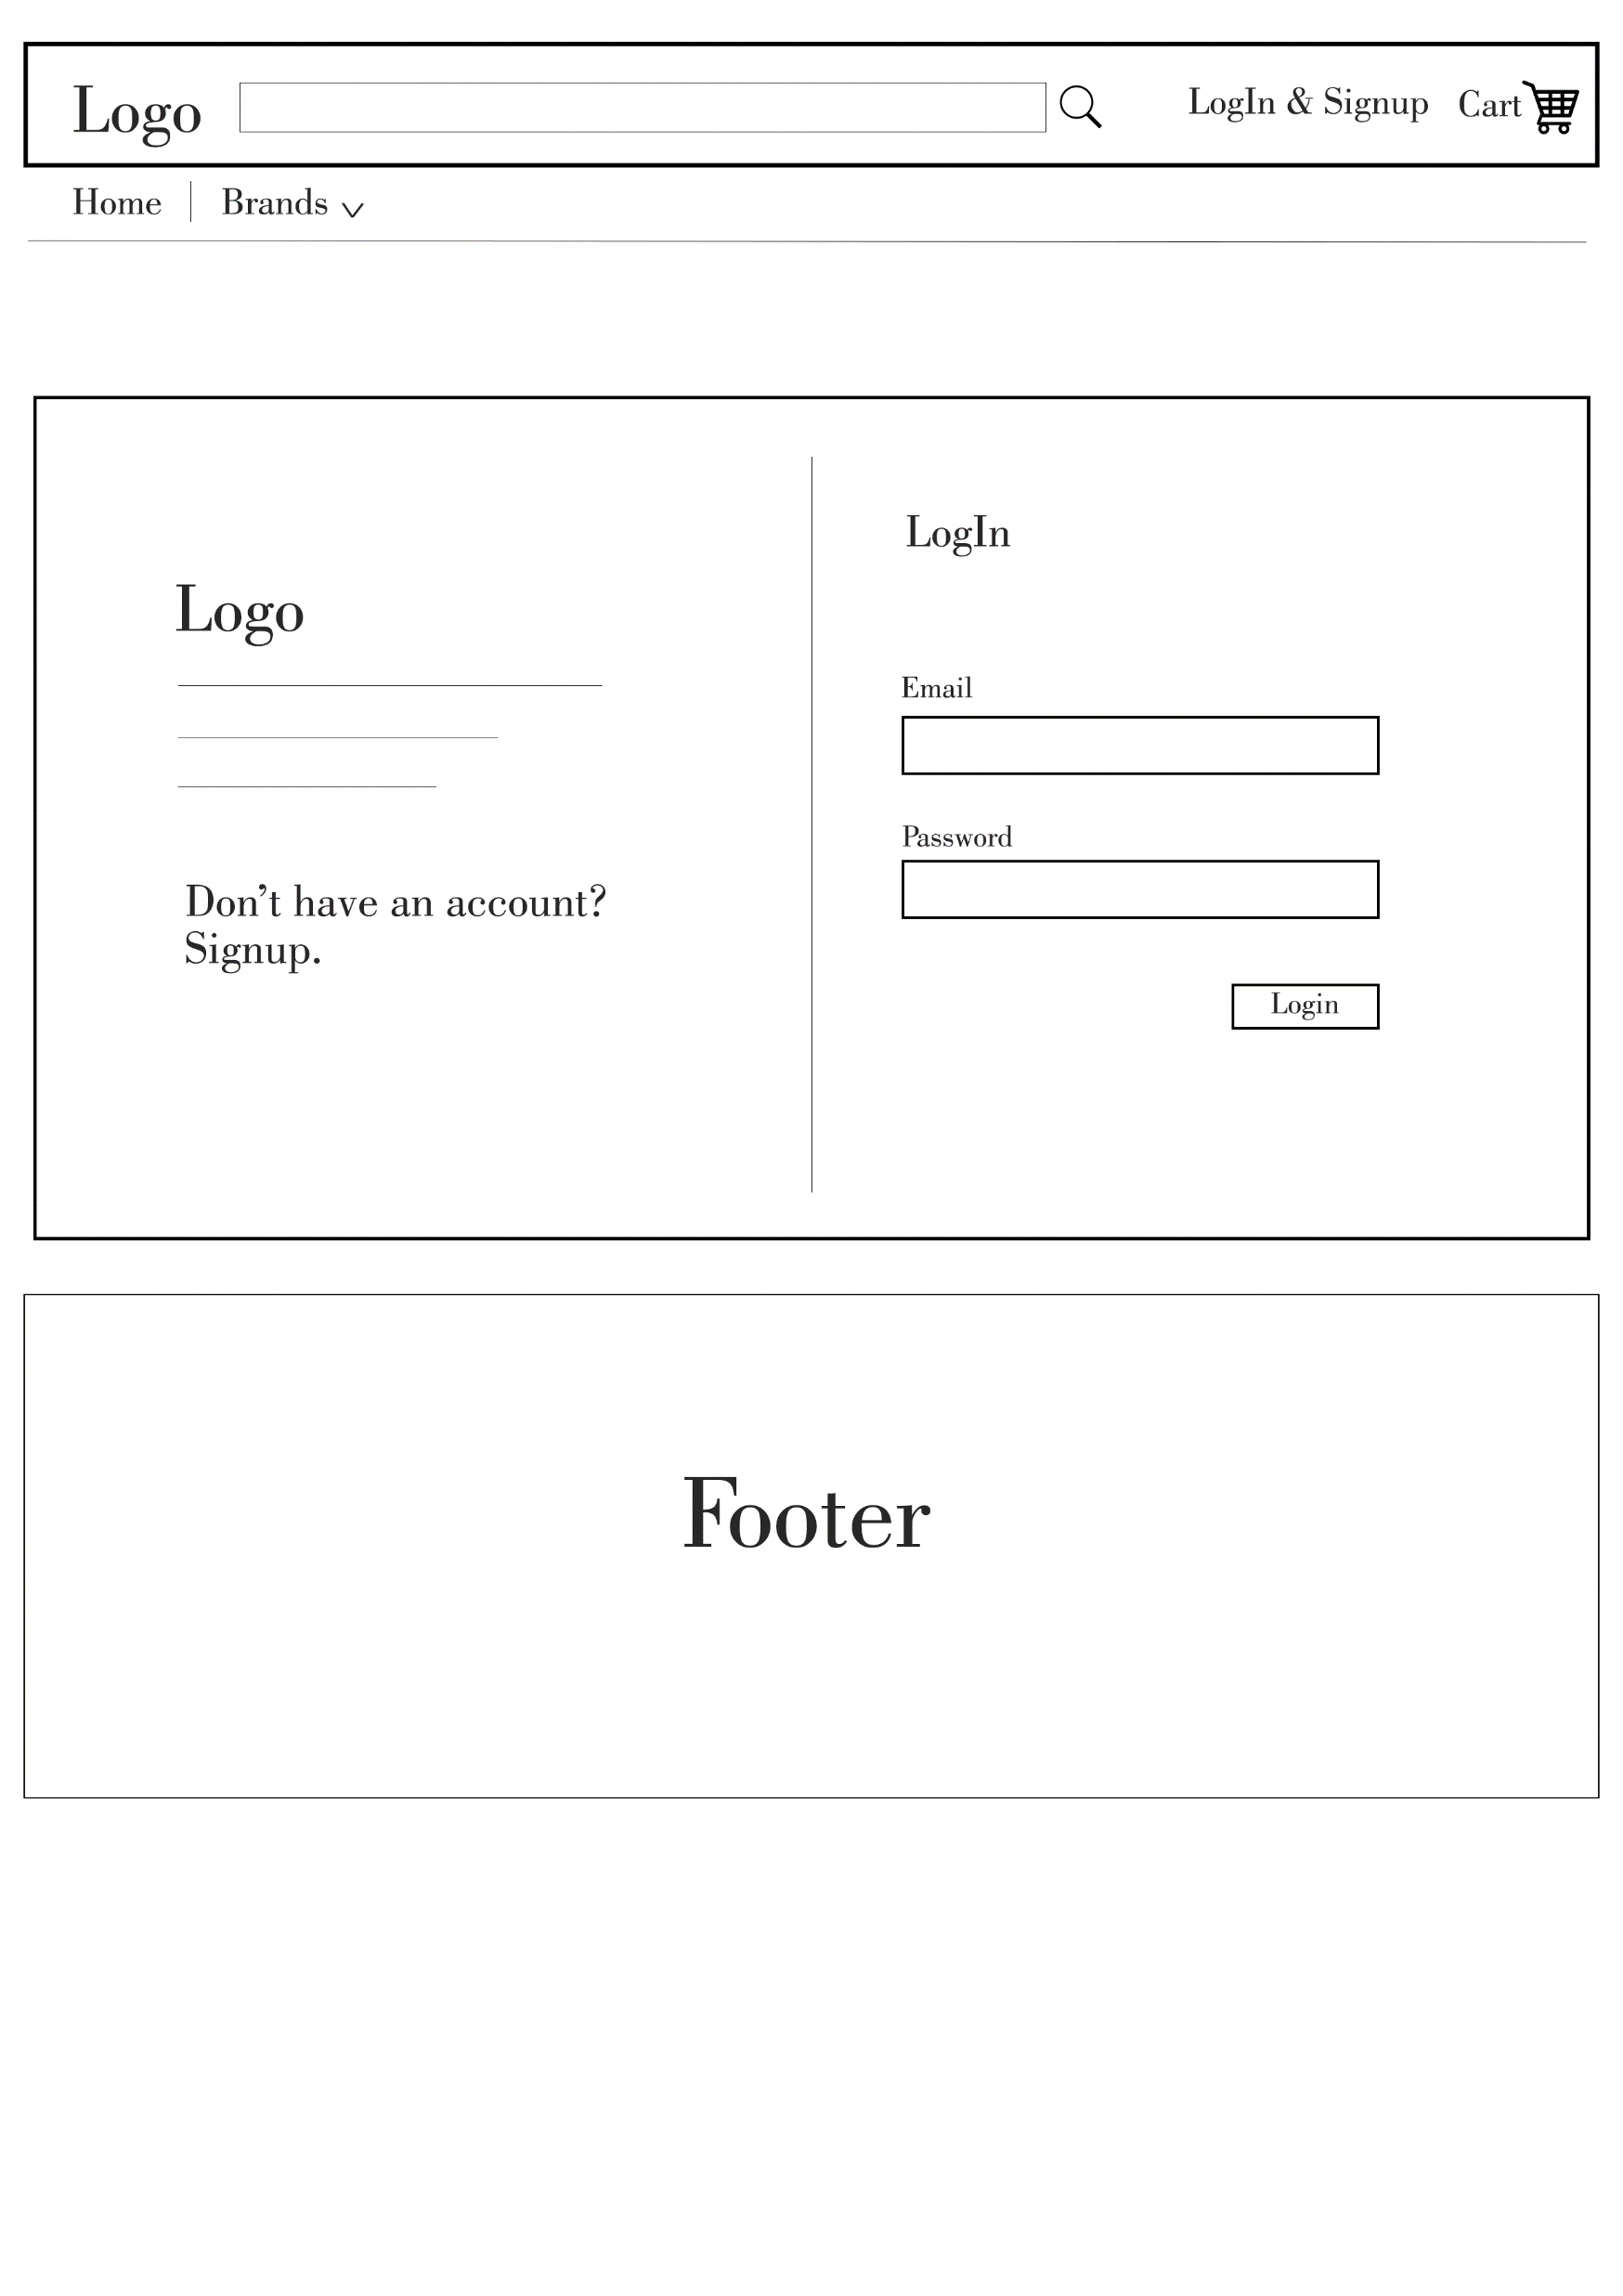 Logo
LogIn & Signup
Cart
Home
Brands
Logo
Don't have an account?
Signup.
LogIn
Email
Password
Login
Footer